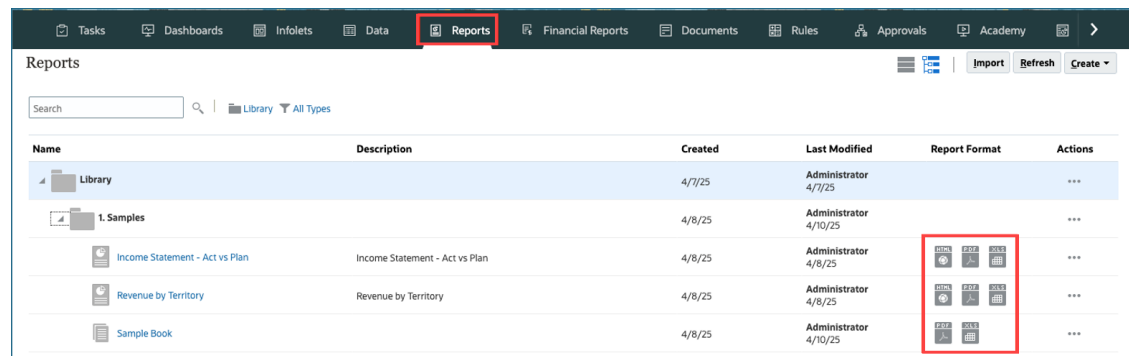 Tasks Dashboards Infolets Data Reports Financial Reports Documents Rules Approvals Academy
Reports Import Refresh Create
Search Library All Types
Name Description Created Last Modified Report Format Actions
Library 4/7/25 Administrator
4/7/25
1. Samples 4/8/25 Administrator
4/10/25
Income Statement - Act vs Plan Income Statement - Act vs Plan 4/8/25 Administrator HTML PDF XLS
4/8/25
Revenue by Territory Revenue by Territory 4/8/25 Administrator HTML PDF XLS
4/8/25
Sample Book 4/8/25 Administrator PDF XLS
4/10/25